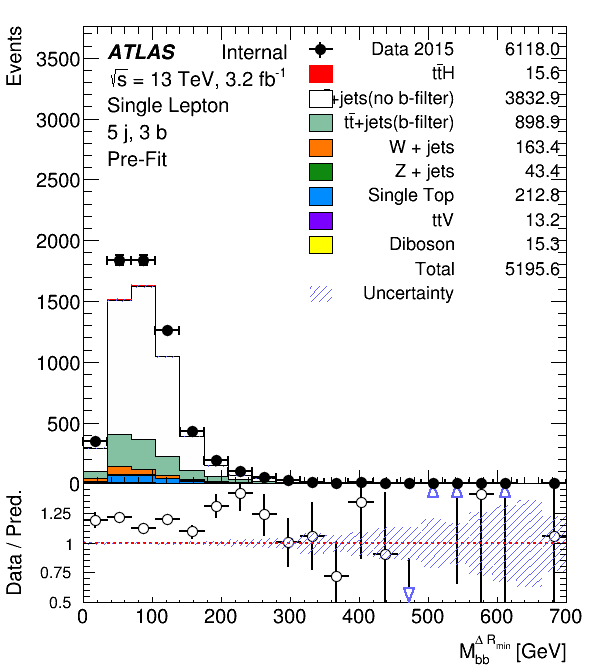 Events
3500
3000
2500
2000
1500
1000
500
0
ATLAS Internal
√s = 13 TeV, 3.2 fb-1
Single Lepton
5 j, 3 b
Pre-Fit
Data 2015 6118.0
tt̄H 15.6
+jets(no b-filter) 3832.9
tt̄+jets(b-filter) 898.9
W + jets 163.4
Z + jets 43.4
Single Top 212.8
ttV 13.2
Diboson 15.3
Total 5195.6
Uncertainty
Data / Pred.
1.25
1
0.75
0.5
0 100 200 300 400 500 600 700
M bb Δ Rmin [GeV]